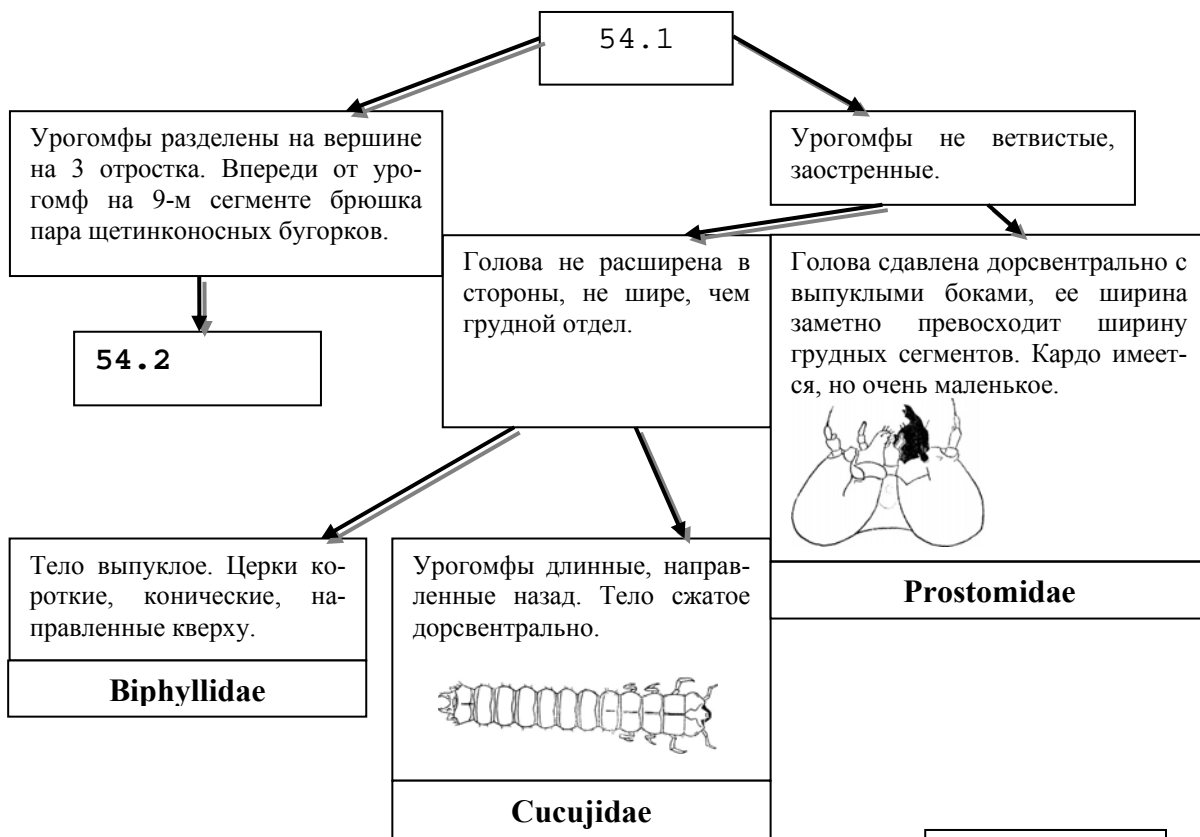 54.1
Урогомфы разделены на вершине
на 3 отростка. Впереди от уро-
гомф на 9-м сегменте брюшка
пара щетинконосных бугорков.
Урогомфы не ветвистые,
заостренные.
54.2
Голова не расширена в
стороны, не шире, чем
грудной отдел.
Голова сдавлена дорсвентрально с
выпуклыми боками, ее ширина
заметно превосходит ширину
грудных сегментов. Кардо имеет-
ся, но очень маленькое.
Prostomidae
Тело выпуклое. Церки ко-
роткие, конические, на-
правленные кверху.
Biphyllidae
Урогомфы длинные, направ-
ленные назад. Тело сжатое
дорсвентрально.
Cucujidae